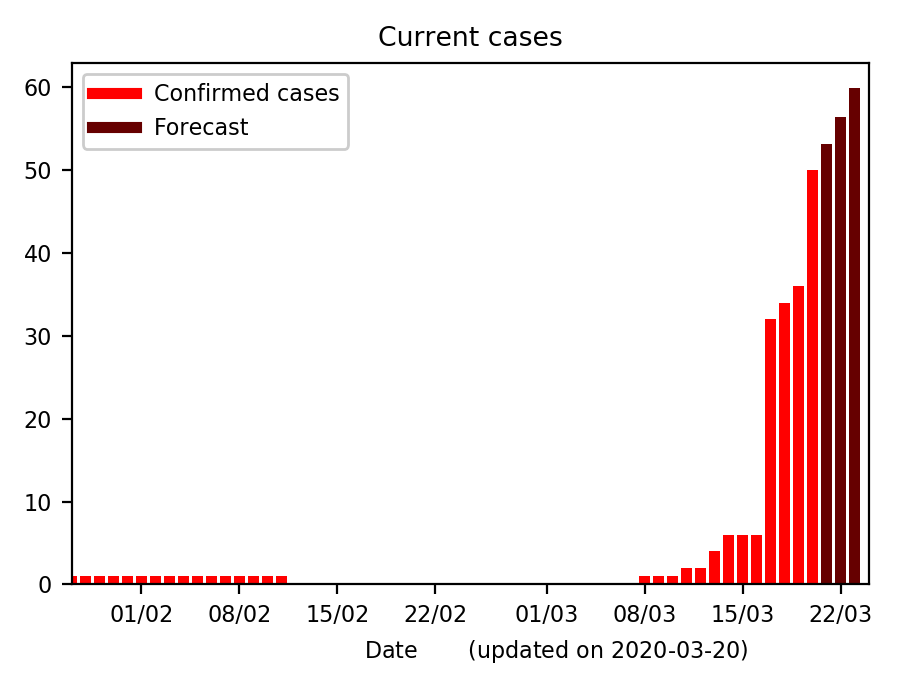 Current cases
Confirmed cases
Forecast
60
50
40
30
20
10
0
01/02 08/02 15/02 22/02 01/03 08/03 15/03 22/03
Date (updated on 2020-03-20)